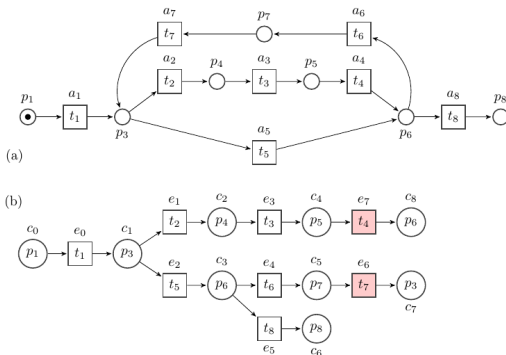 a7 p7 a6
t7 t6
a2 p4 a3 p5 a4
t2 t3 t4
p1 a1 a8 p8
t1 p3 a5 p6 t8
t5
(a)
(b)
e1 c2 e3 c4 e7 c8
c0 e0 c1 t2 p4 t3 p5 t4 p6
p1 t1 p3 e2 c3 e4 c5 e6
t5 p6 t6 p7 t7 p3
c7
t8 p8
e5 c6